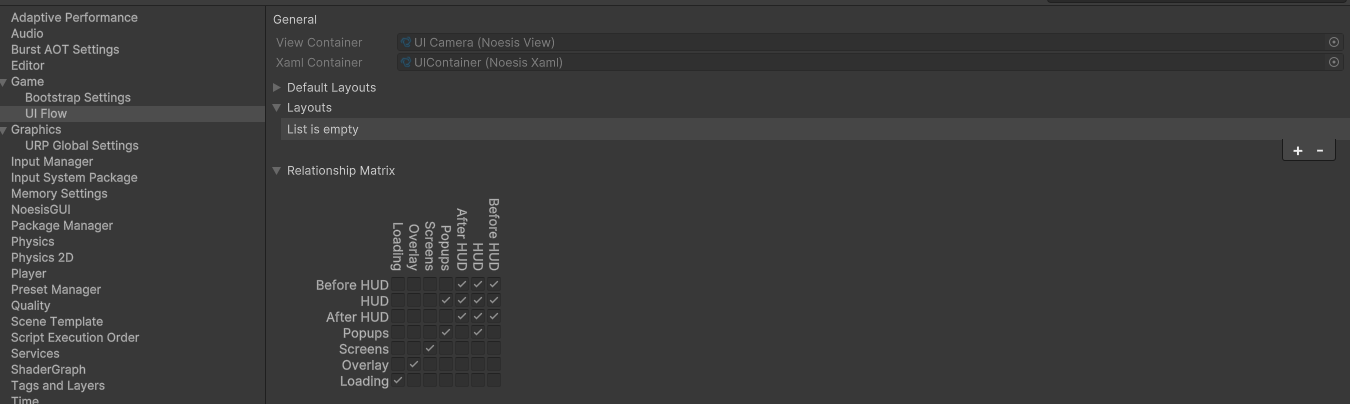 Adaptive Performance
Audio
Burst AOT Settings
Editor
Game
Bootstrap Settings
UI Flow
Graphics
URP Global Settings
Input Manager
Input System Package
Memory Settings
NoesisGUI
Package Manager
Physics
Physics 2D
Player
Preset Manager
Quality
Scene Template
Script Execution Order
Services
ShaderGraph
Tags and Layers
Time
General
View Container UI Camera (Noesis View)
Xaml Container UIContainer (Noesis Xaml)
Default Layouts
Layouts
List is empty
+ -
Relationship Matrix
Loading
Overlay
Screens
Popups
After HUD
HUD
Before HUD
Before HUD
HUD
After HUD
Popups
Screens
Overlay
Loading